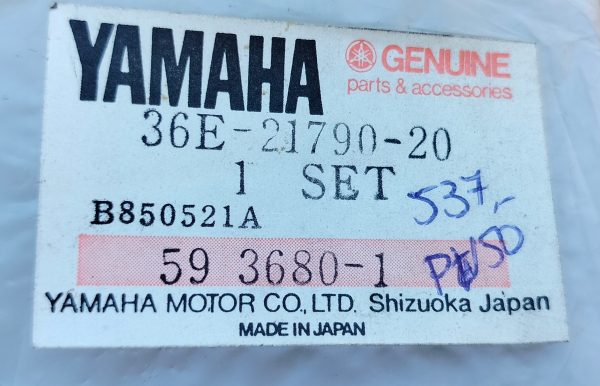 YAMAHA
GENUINE
parts & accessories
36E-21790-20
1 SET
537,-
B850521A
59 3680-1
YAMAHA MOTOR CO., LTD. Shizuoka Japan
MADE IN JAPAN